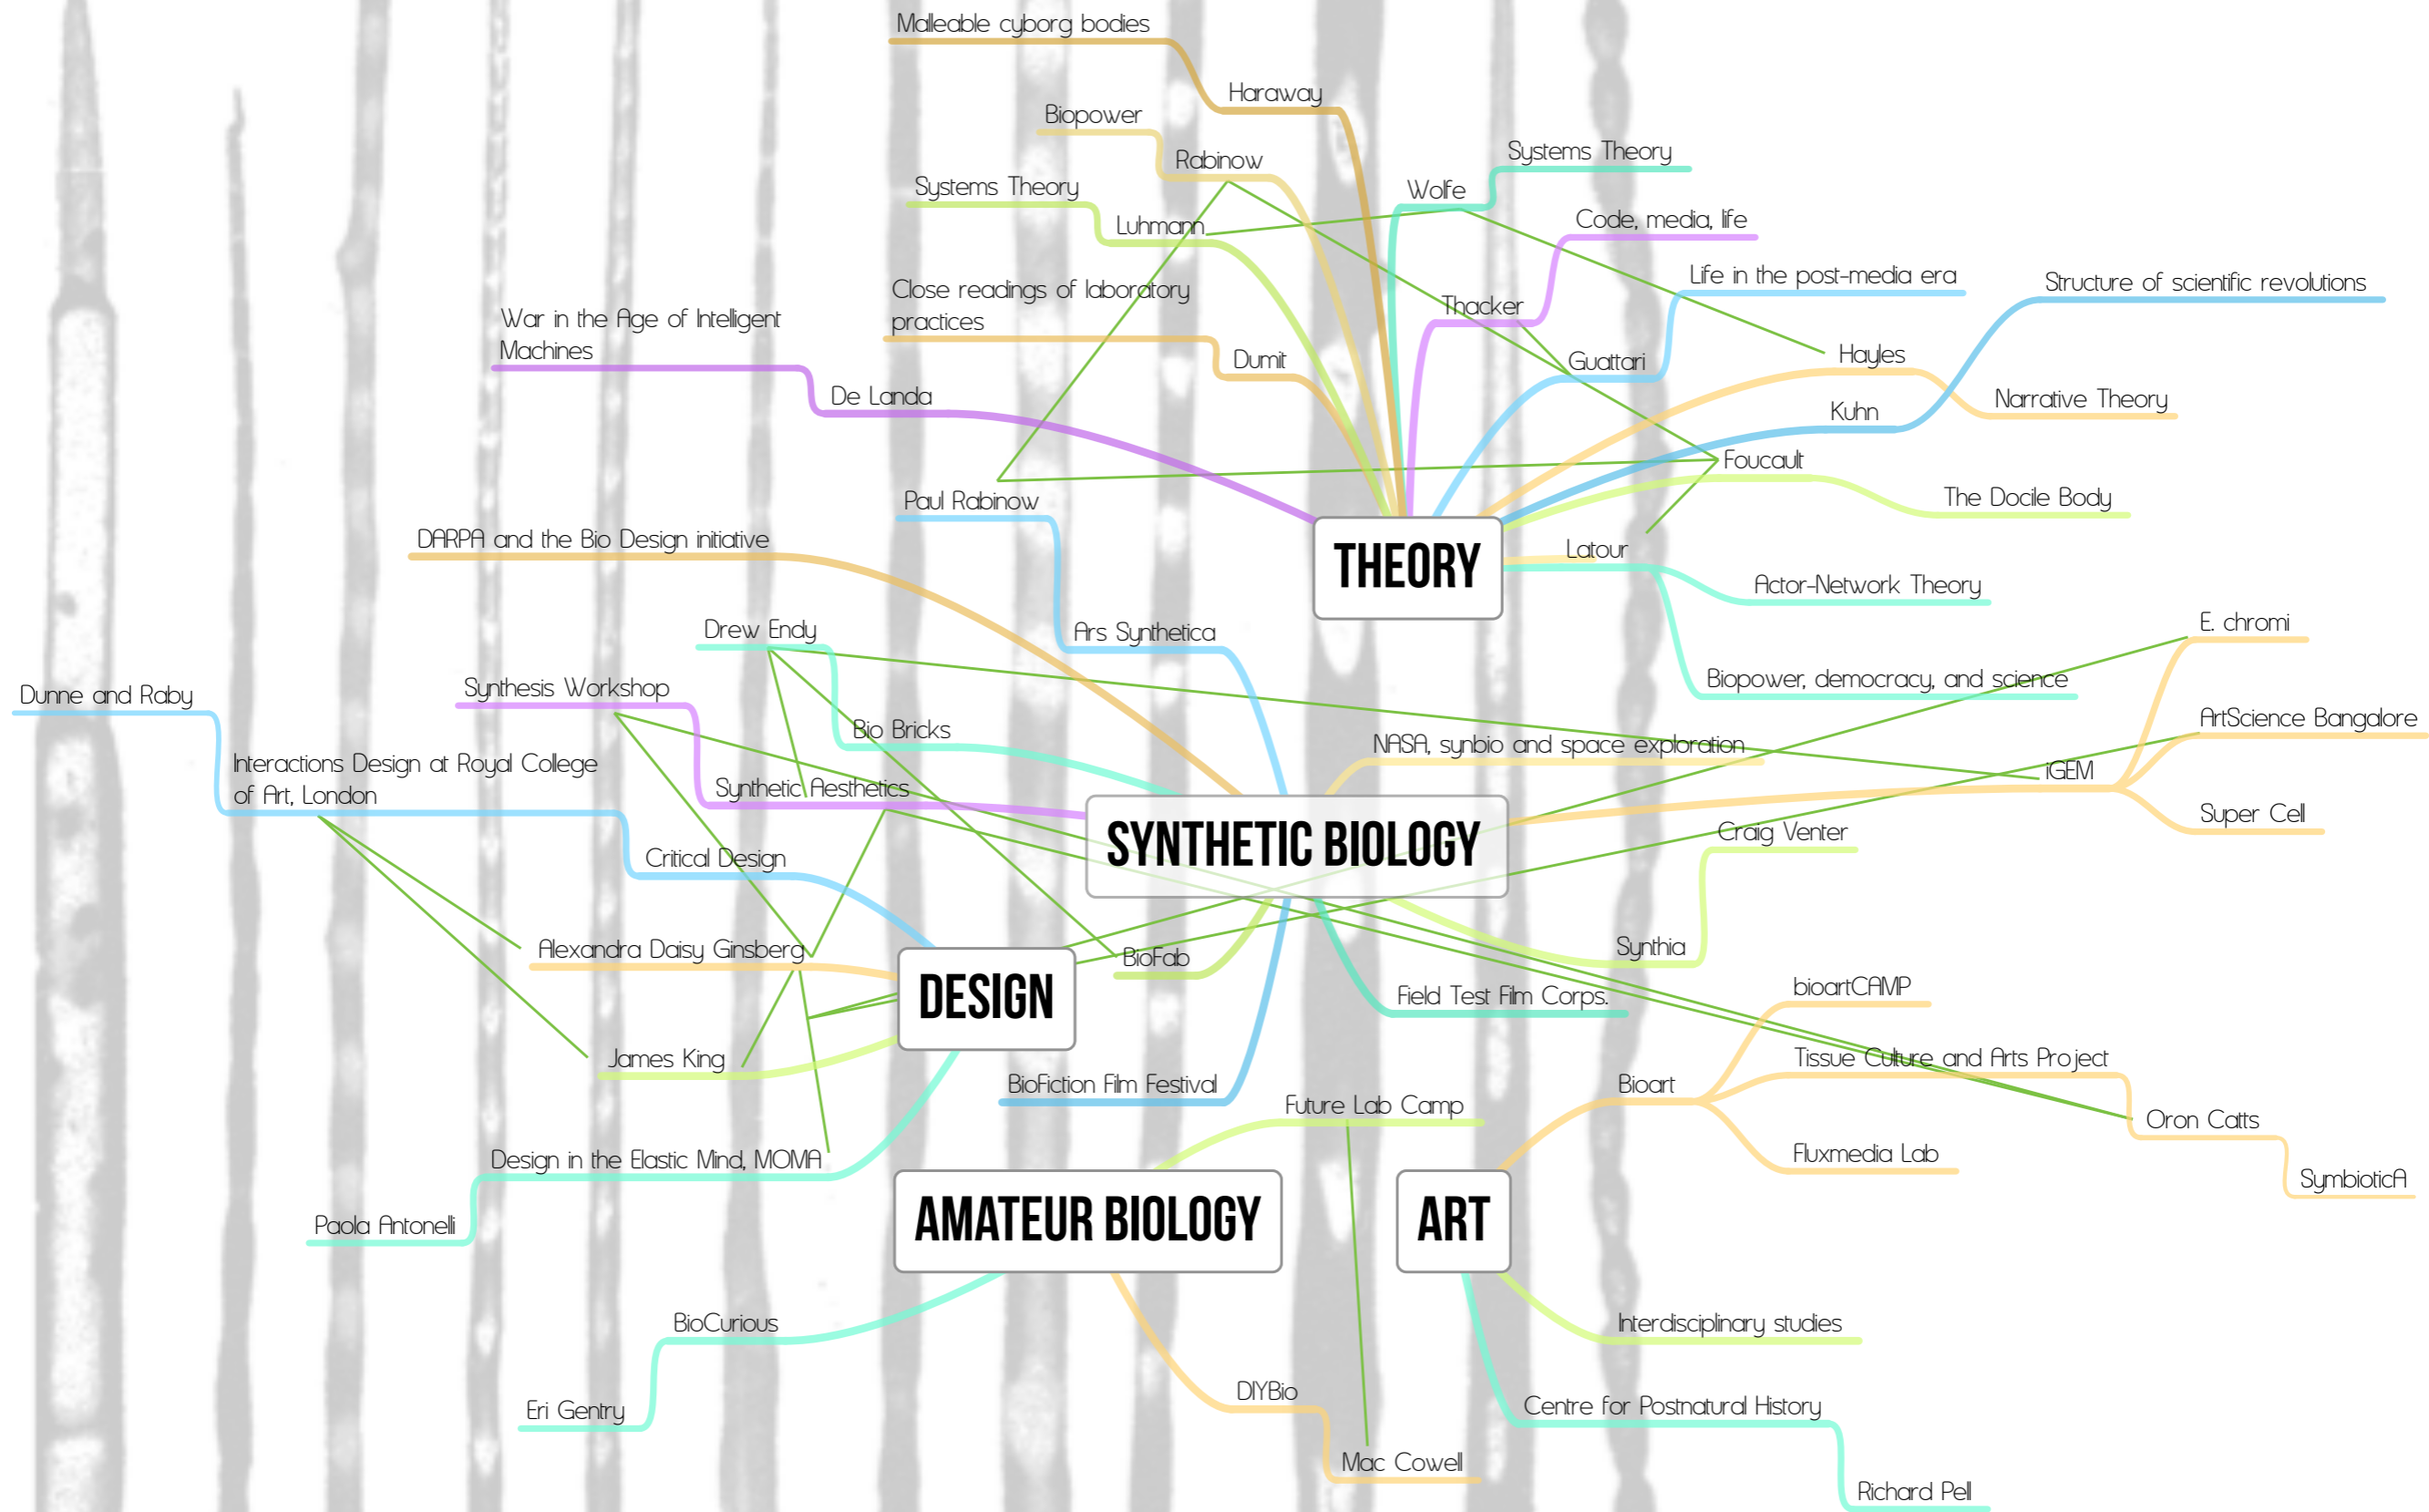 Malleable cyborg bodies
Haraway
Biopower
Rabinow
Systems Theory
Wolfe
Systems Theory
Luhmann
Code, media, life
Close readings of laboratory
practices
Thacker
Life in the post-media era
Structure of scientific revolutions
War in the Age of Intelligent
Machines
Dumit
Guattari
Hayles
De Landa
Kuhn
Narrative Theory
Foucault
Paul Rabinow
The Docile Body
DARPA and the Bio Design initiative
THEORY
Latour
Actor-Network Theory
Drew Endy
Ars Synthetica
E. chromi
Dunne and Raby
Synthesis Workshop
Biopower, democracy, and science
Bio Bricks
NASA, synbio and space exploration
ArtScience Bangalore
Interactions Design at Royal College
of Art, London
Synthetic Aesthetics
iGEM
Super Cell
SYNTHETIC BIOLOGY
Craig Venter
Critical Design
Alexandra Daisy Ginsberg
BioFab
Synthia
DESIGN
Field Test Film Corps.
bioartCAMP
James King
BioFiction Film Festival
Bioart
Tissue Culture and Arts Project
Future Lab Camp
Oron Catts
Design in the Elastic Mind, MOMA
Fluxmedia Lab
SymbioticA
Paola Antonelli
AMATEUR BIOLOGY
ART
BioCurious
Interdisciplinary studies
Eri Gentry
DIYBio
Centre for Postnatural History
Mac Cowell
Richard Pell